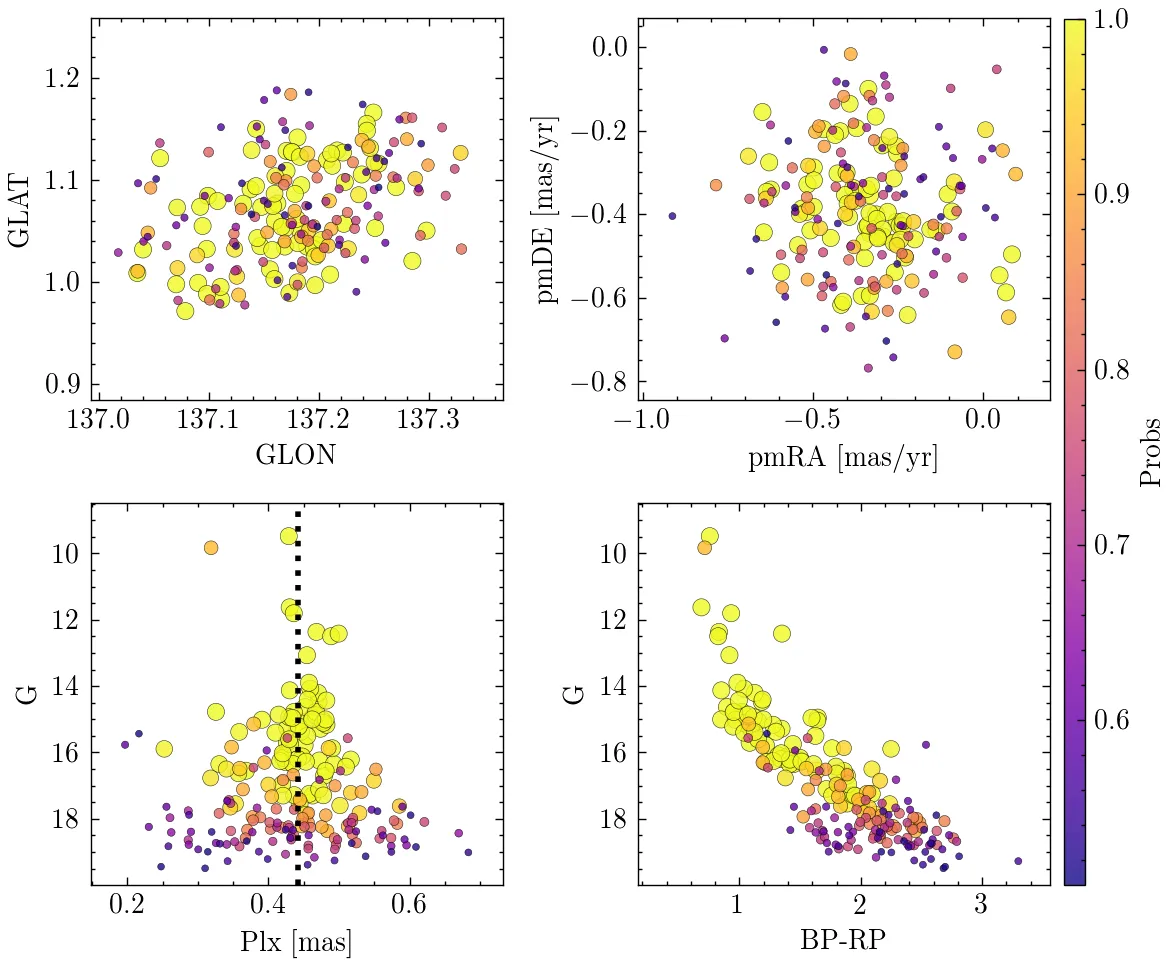 1.2
1.1
1.0
0.9
GLAT
137.0 137.1 137.2 137.3
GLON
0.0
−0.2
−0.4
−0.6
−0.8
pmDE [mas/yr]
−1.0 −0.5 0.0
pmRA [mas/yr]
10
12
14
16
18
G
0.2 0.4 0.6
Plx [mas]
10
12
14
16
18
G
1 2 3
BP-RP
1.0
0.9
0.8
0.7
0.6
Probs